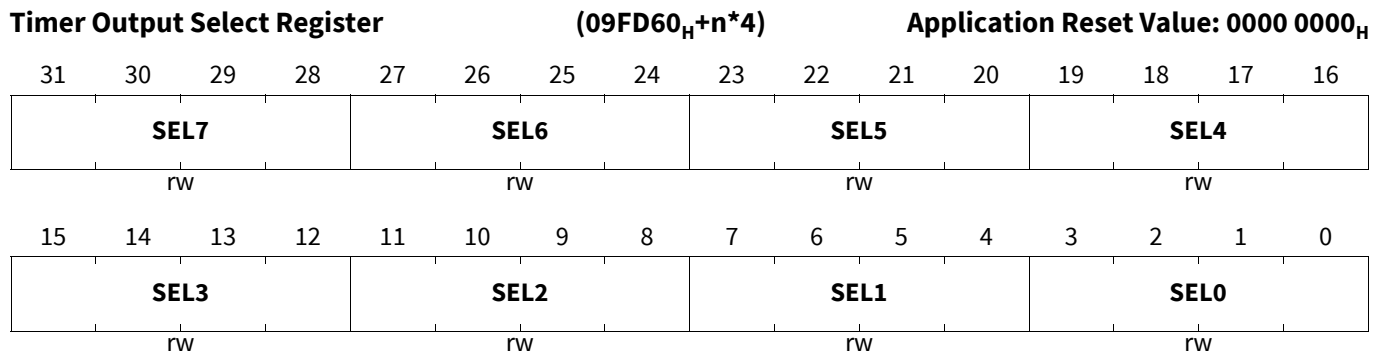 Timer Output Select Register (09FD60H+n*4) Application Reset Value: 0000 0000H
31 30 29 28 27 26 25 24 23 22 21 20 19 18 17 16
SEL7 SEL6 SEL5 SEL4
rw rw rw rw
15 14 13 12 11 10 9 8 7 6 5 4 3 2 1 0
SEL3 SEL2 SEL1 SEL0
rw rw rw rw